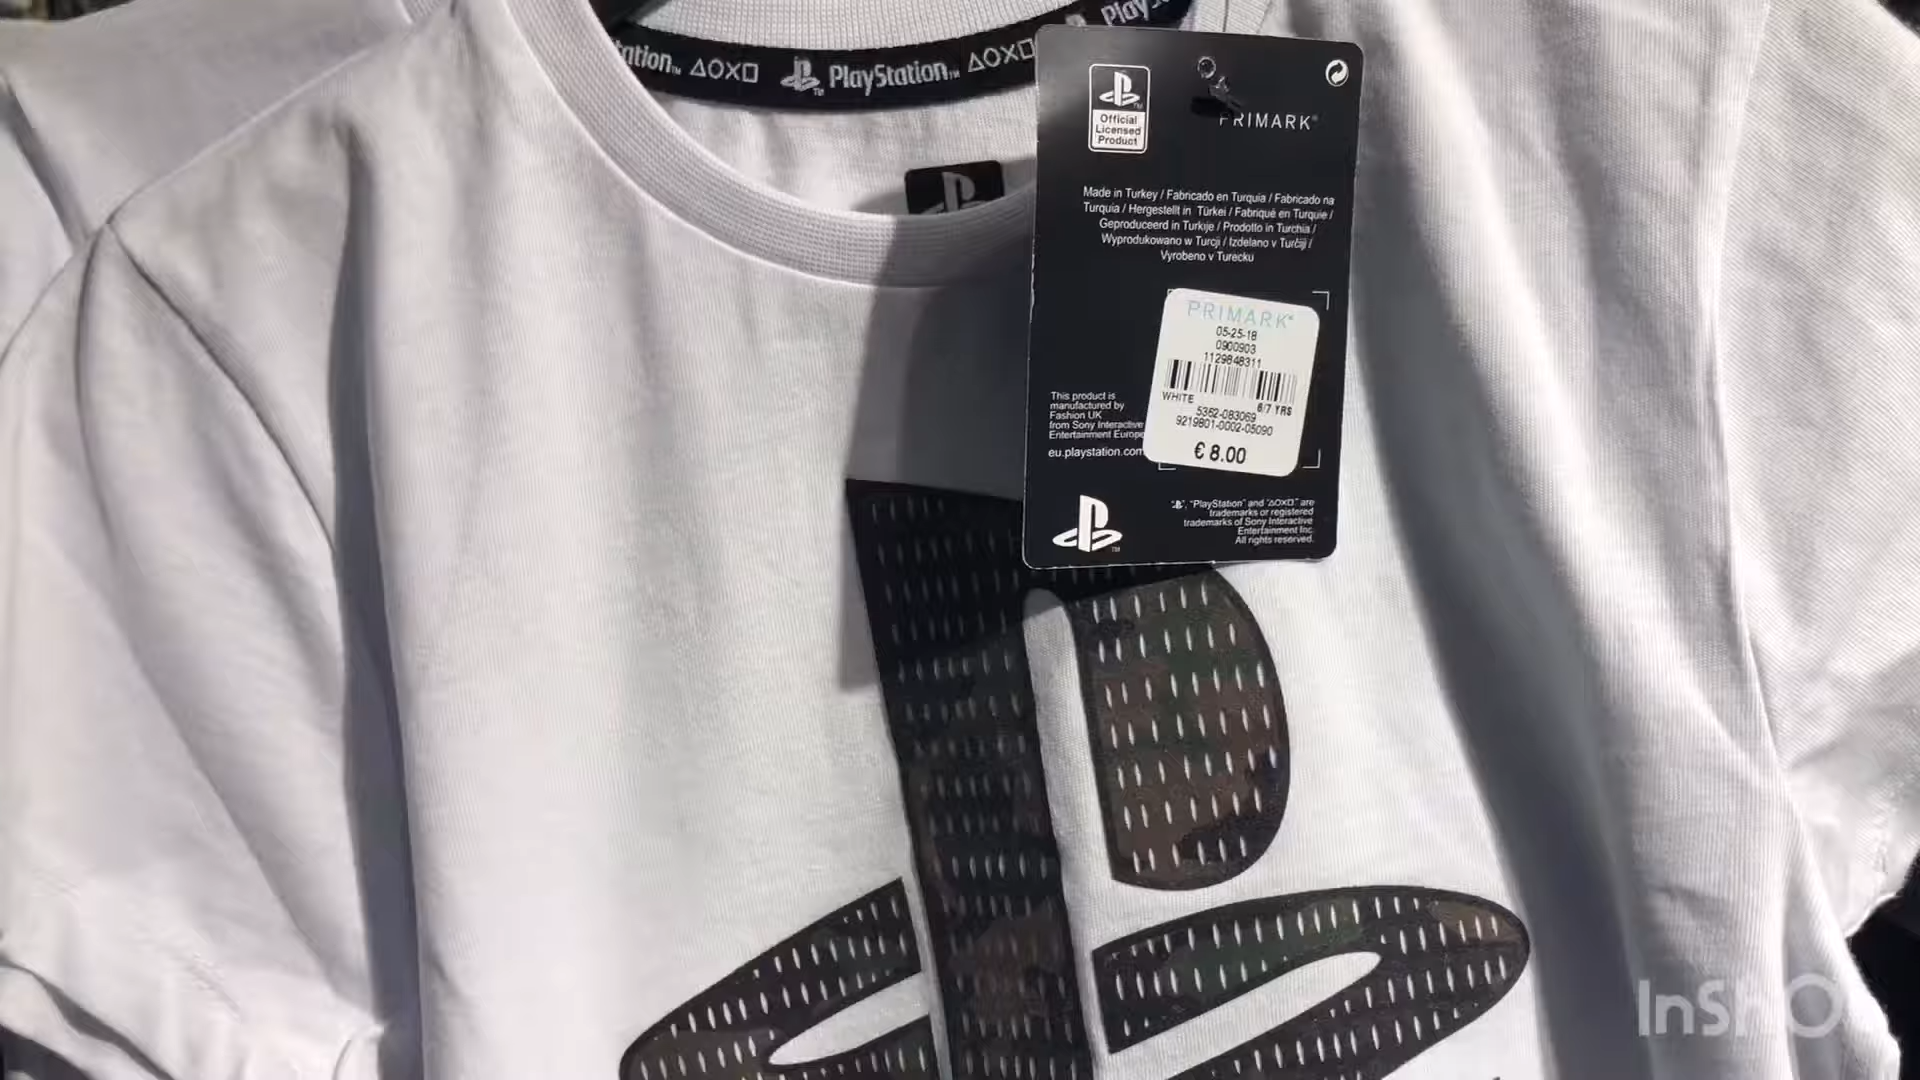 tation™ △○X□ PlayStation™ △○X□
Play
Official
Licensed
Product
PRIMARK®
Made in Turkey / Fabricado en Turquia / Fabricado na
Turquia / Hergestellt in Türkei / Fabriqué en Turquie /
Geproduceerd in Turkije / Prodotto in Turchia /
Wyprodukowano w Turcji / Izdelano v Turčiji /
Vyrobeno v Turecku
PRIMARK®
05-25-18
0900903
1129848311
WHITE 6/7 YRS
5362-083069
9219801-0002-05090
€ 8.00
This product is
manufactured by
Fashion UK
from Sony Interactive
Entertainment Europe
eu.playstation.com
", "PlayStation" and "△○X□" are
trademarks or registered
trademarks of Sony Interactive
Entertainment Inc.
All rights reserved.
InShO